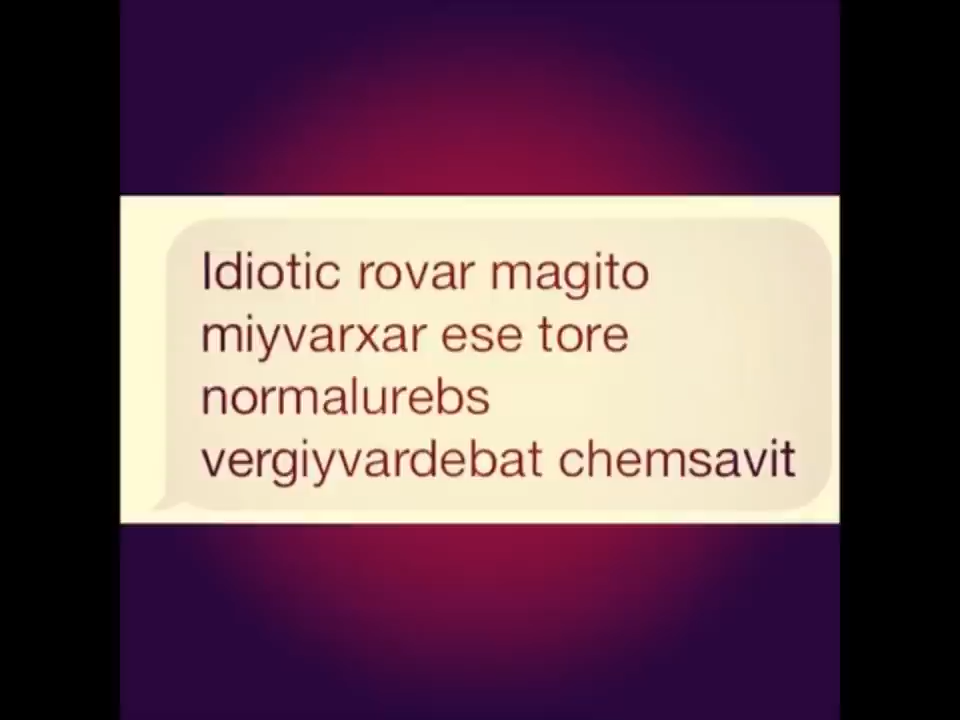 Idiotic rovar magito
miyvarxar ese tore
normalurebs
vergiyvardebat chemsavit